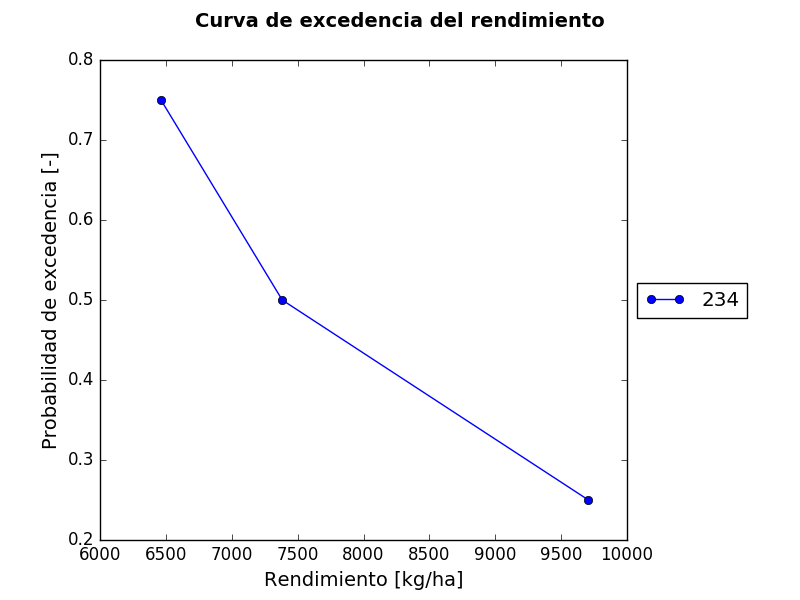 Curva de excedencia del rendimiento
Probabilidad de excedencia [-]
0.8
0.7
0.6
0.5
0.4
0.3
0.2
6000 6500 7000 7500 8000 8500 9000 9500 10000
Rendimiento [kg/ha]
234